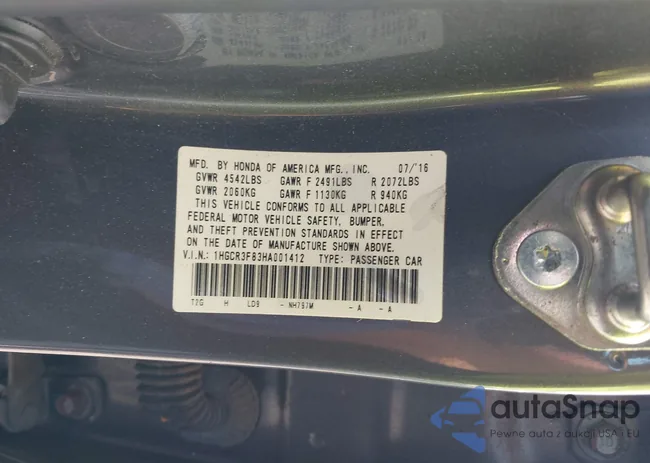 MFD. BY HONDA OF AMERICA MFG., INC. 07/'16
GVWR 4542LBS GAWR F 2491LBS R 2072LBS
GVWR 2060KG GAWR F 1130KG R 940KG
THIS VEHICLE CONFORMS TO ALL APPLICABLE
FEDERAL MOTOR VEHICLE SAFETY, BUMPER,
AND THEFT PREVENTION STANDARDS IN EFFECT
ON THE DATE OF MANUFACTURE SHOWN ABOVE.
V.I.N.: 1HGCR3F83HA001412 TYPE: PASSENGER CAR
T2G H LD9 - NH797M - A - A
autaSnap
Pewne auta z aukcji USA i EU